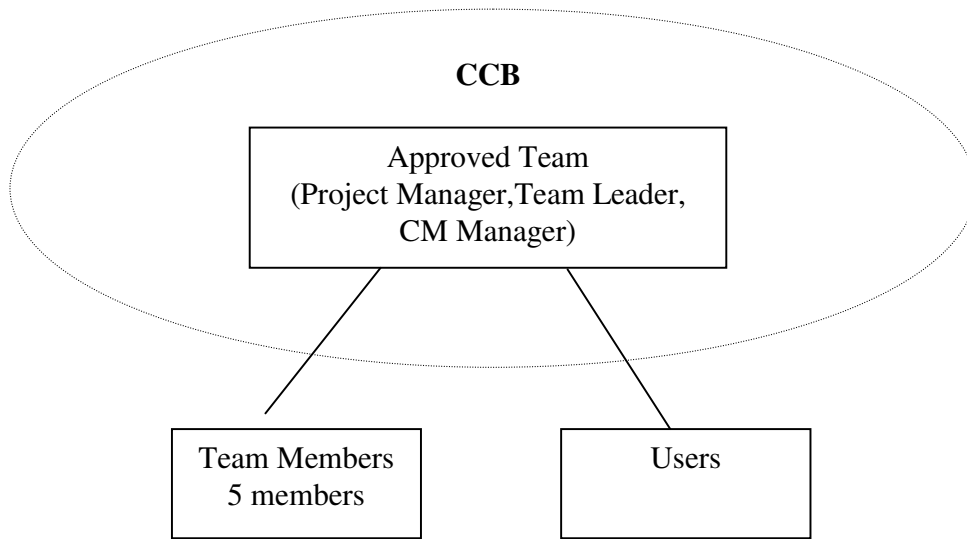 CCB
Approved Team
(Project Manager,Team Leader,
CM Manager)
Team Members
5 members
Users